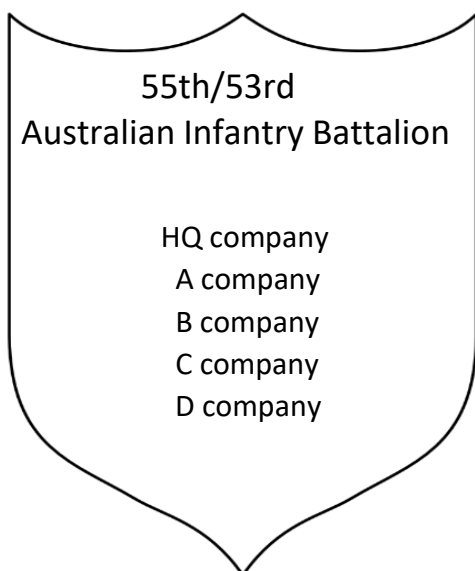 55th/53rd
Australian Infantry Battalion
HQ company
A company
B company
C company
D company